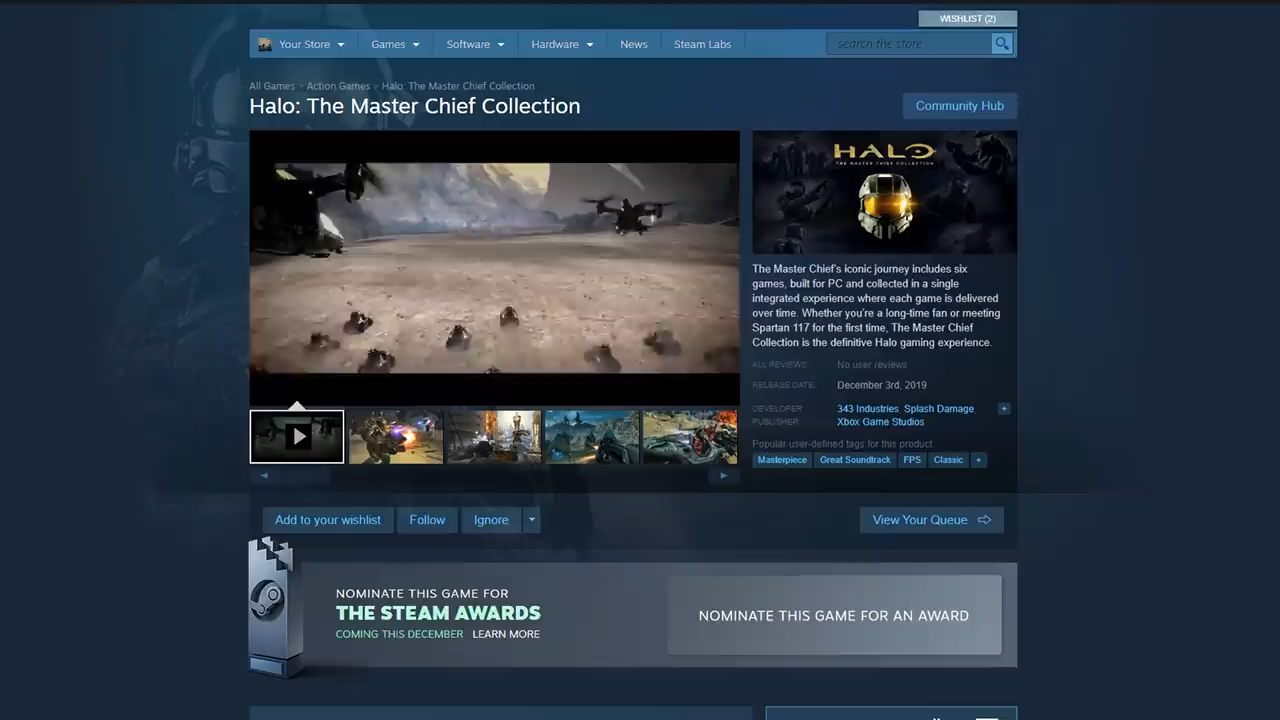 WISHLIST (2)
Your Store
Games
Software
Hardware
News
Steam Labs
search the store
All Games
Action Games
Halo: The Master Chief Collection
Halo: The Master Chief Collection
Community Hub
HALO
THE MASTER CHIEF COLLECTION
The Master Chief's iconic journey includes six
games, built for PC and collected in a single
integrated experience where each game is delivered
over time. Whether you're a long-time fan or meeting
Spartan 117 for the first time, The Master Chief
Collection is the definitive Halo gaming experience.
ALL REVIEWS: No user reviews
RELEASE DATE: December 3rd, 2019
DEVELOPER: 343 Industries, Splash Damage, +
PUBLISHER: Xbox Game Studios
Popular user-defined tags for this product:
Masterpiece Great Soundtrack FPS Classic +
Add to your wishlist
Follow
Ignore
View Your Queue
NOMINATE THIS GAME FOR
THE STEAM AWARDS
COMING THIS DECEMBER LEARN MORE
NOMINATE THIS GAME FOR AN AWARD